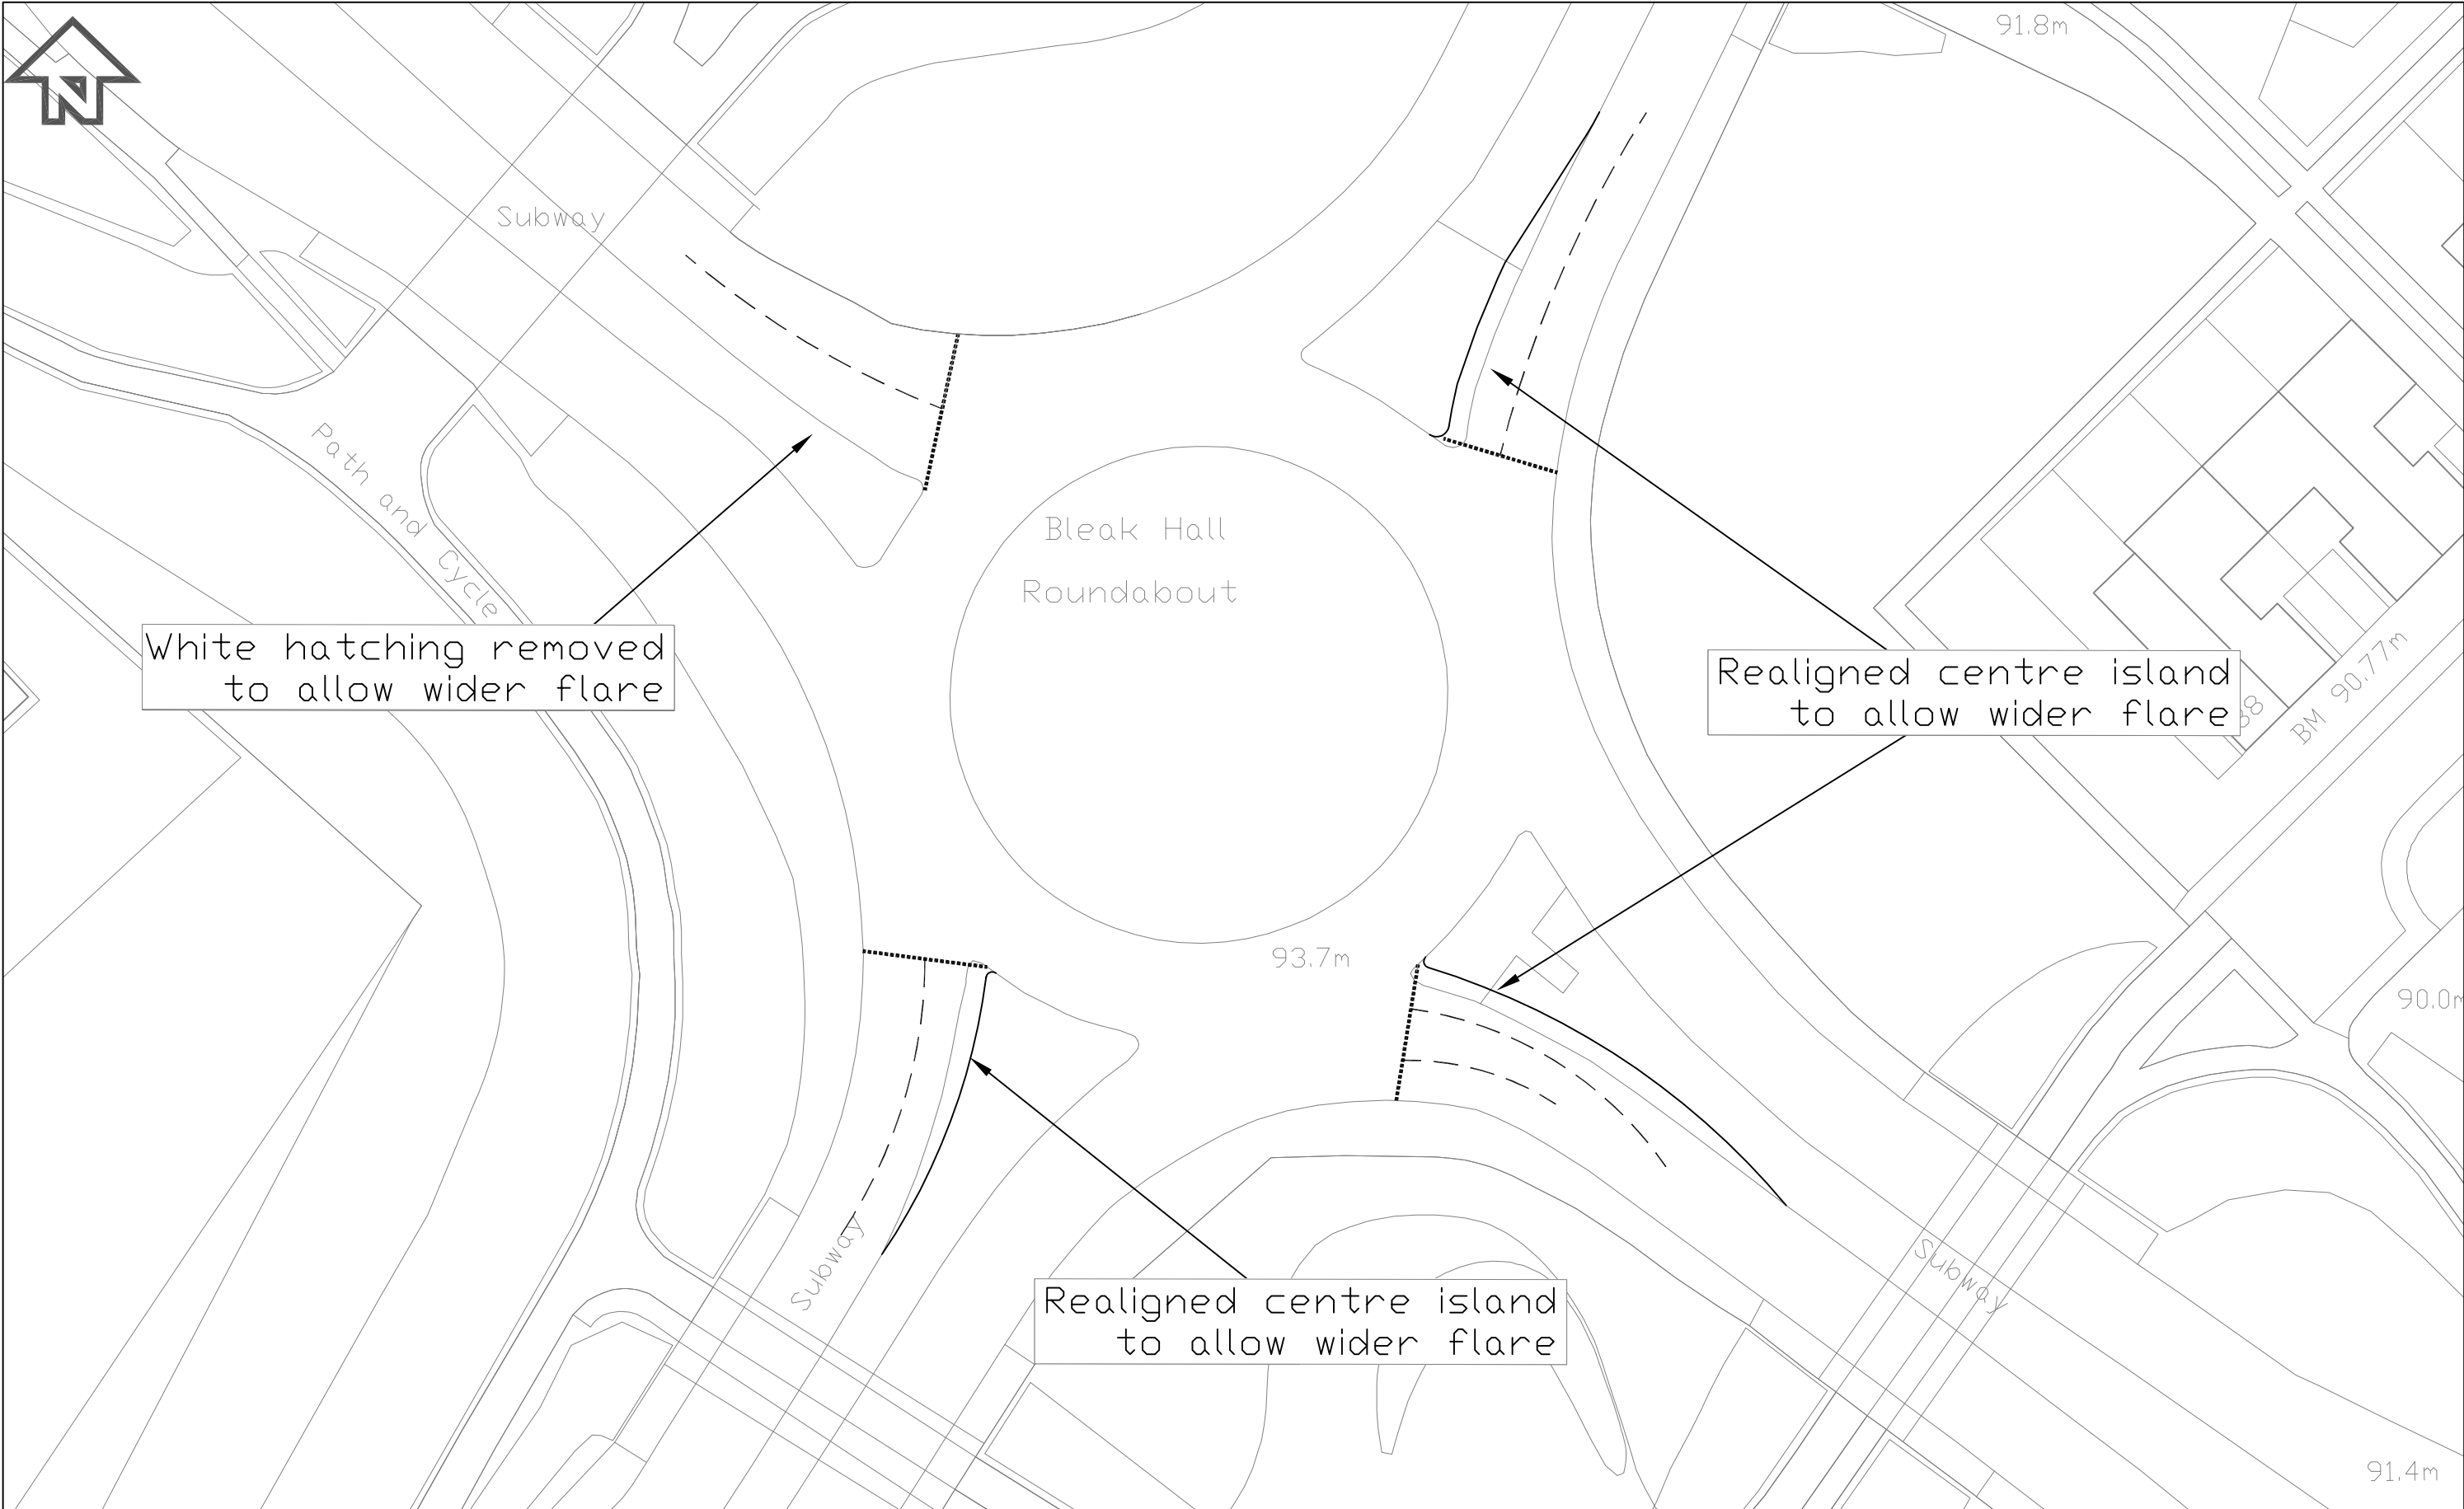 N
91.8m
Subway
Path and Cycle
Bleak Hall
Roundabout
White hatching removed
to allow wider flare
Realigned centre island
to allow wider flare
BM 90.77m
93.7m
90.0m
Subway
Subway
Realigned centre island
to allow wider flare
91.4m